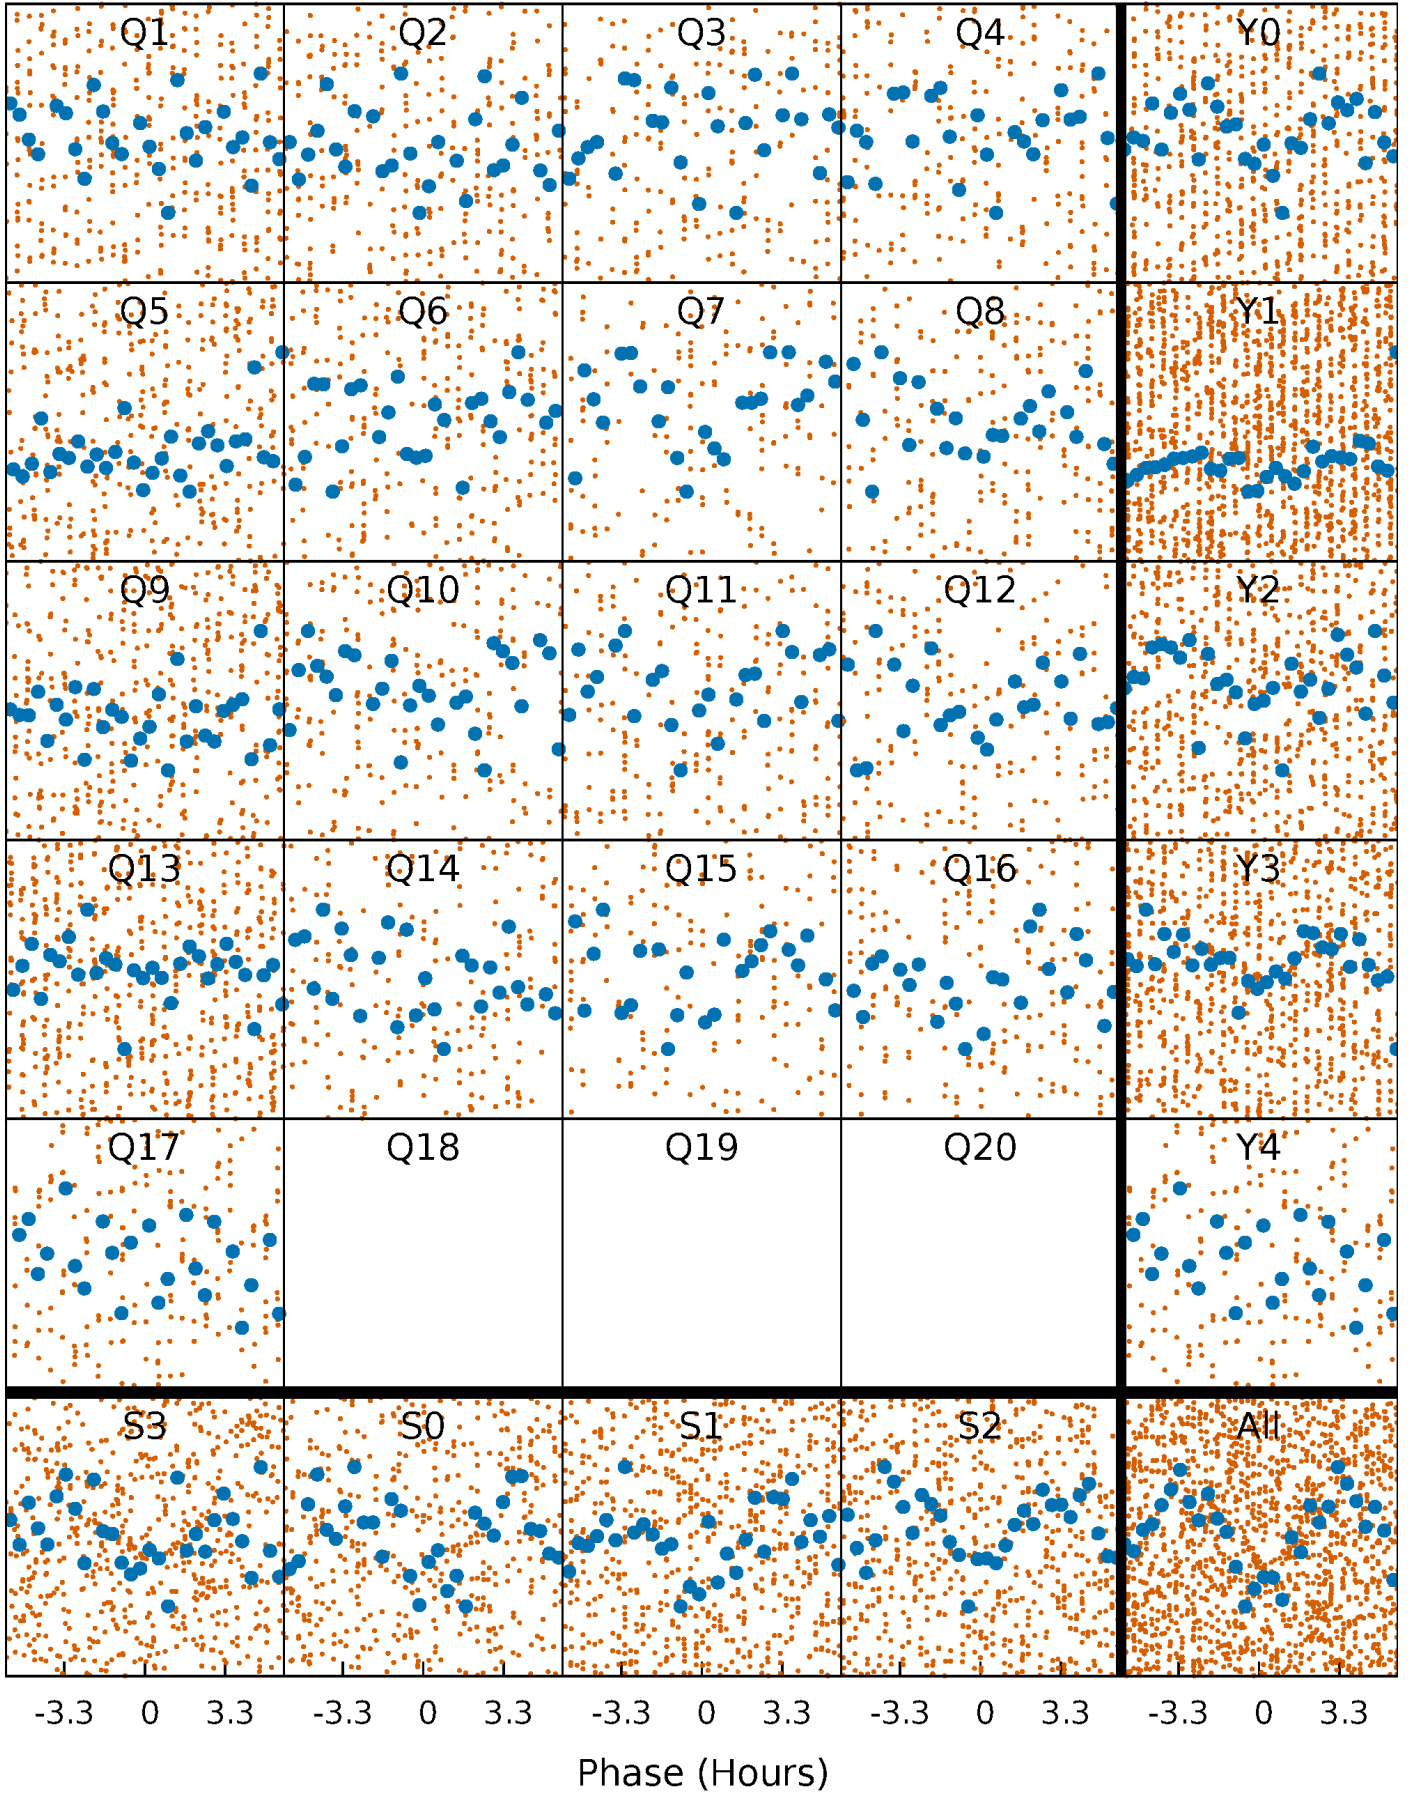 Q1 Q2 Q3 Q4 Y0
Q5 Q6 Q7 Q8 Y1
Q9 Q10 Q11 Q12 Y2
Q13 Q14 Q15 Q16 Y3
Q17 Q18 Q19 Q20 Y4
S3 S0 S1 S2 All
-3.3 0 3.3 -3.3 0 3.3 -3.3 0 3.3 -3.3 0 3.3 -3.3 0 3.3
Phase (Hours)